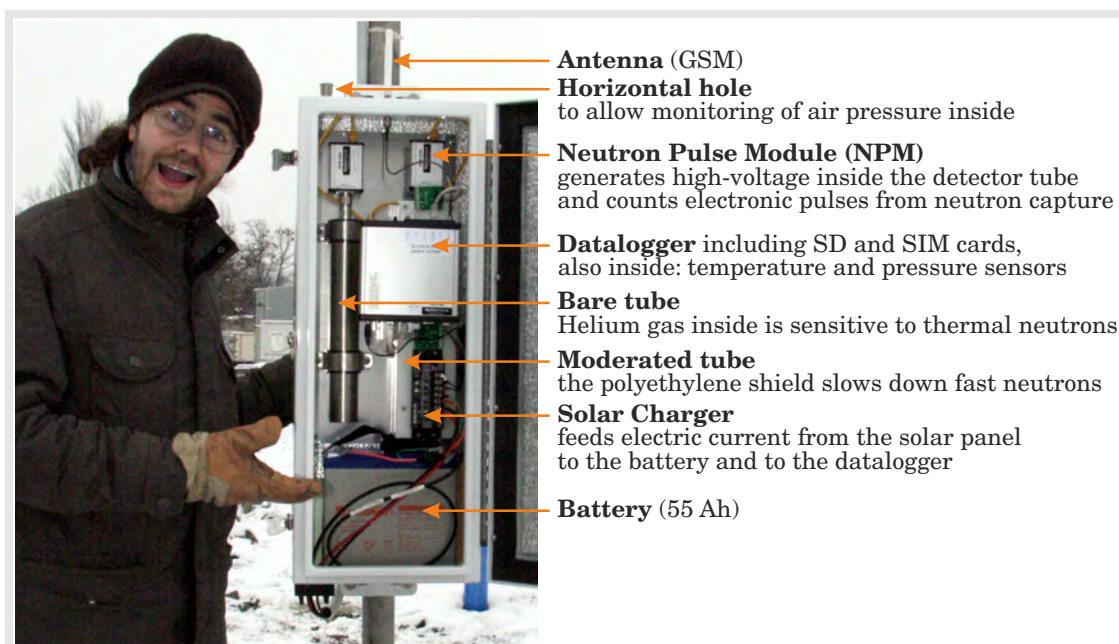 Antenna (GSM)
Horizontal hole
to allow monitoring of air pressure inside
Neutron Pulse Module (NPM)
generates high-voltage inside the detector tube
and counts electronic pulses from neutron capture
Datalogger including SD and SIM cards,
also inside: temperature and pressure sensors
Bare tube
Helium gas inside is sensitive to thermal neutrons
Moderated tube
the polyethylene shield slows down fast neutrons
Solar Charger
feeds electric current from the solar panel
to the battery and to the datalogger
Battery (55 Ah)